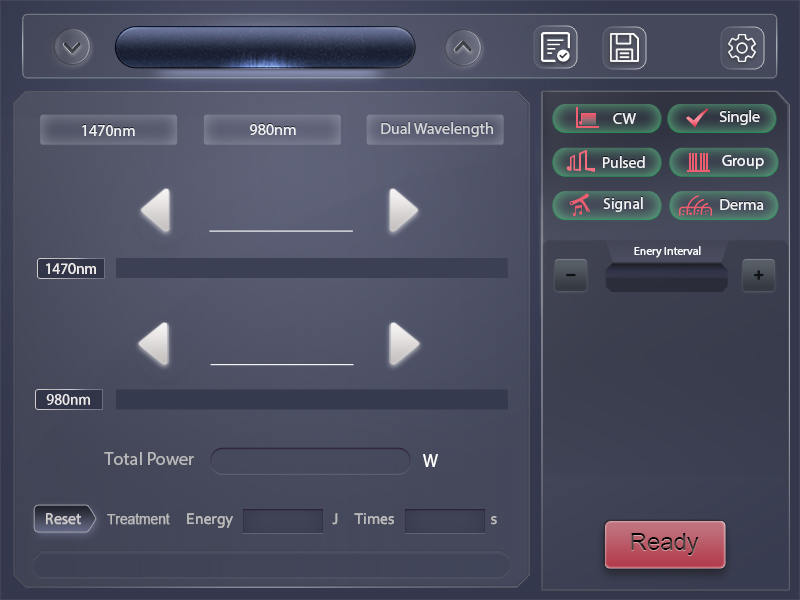 1470nm
980nm
Dual Wavelength
1470nm
980nm
Total Power
W
Reset
Treatment
Energy
J
Times
s
CW
Single
Pulsed
Group
Signal
Derma
Enery Interval
−
+
Ready